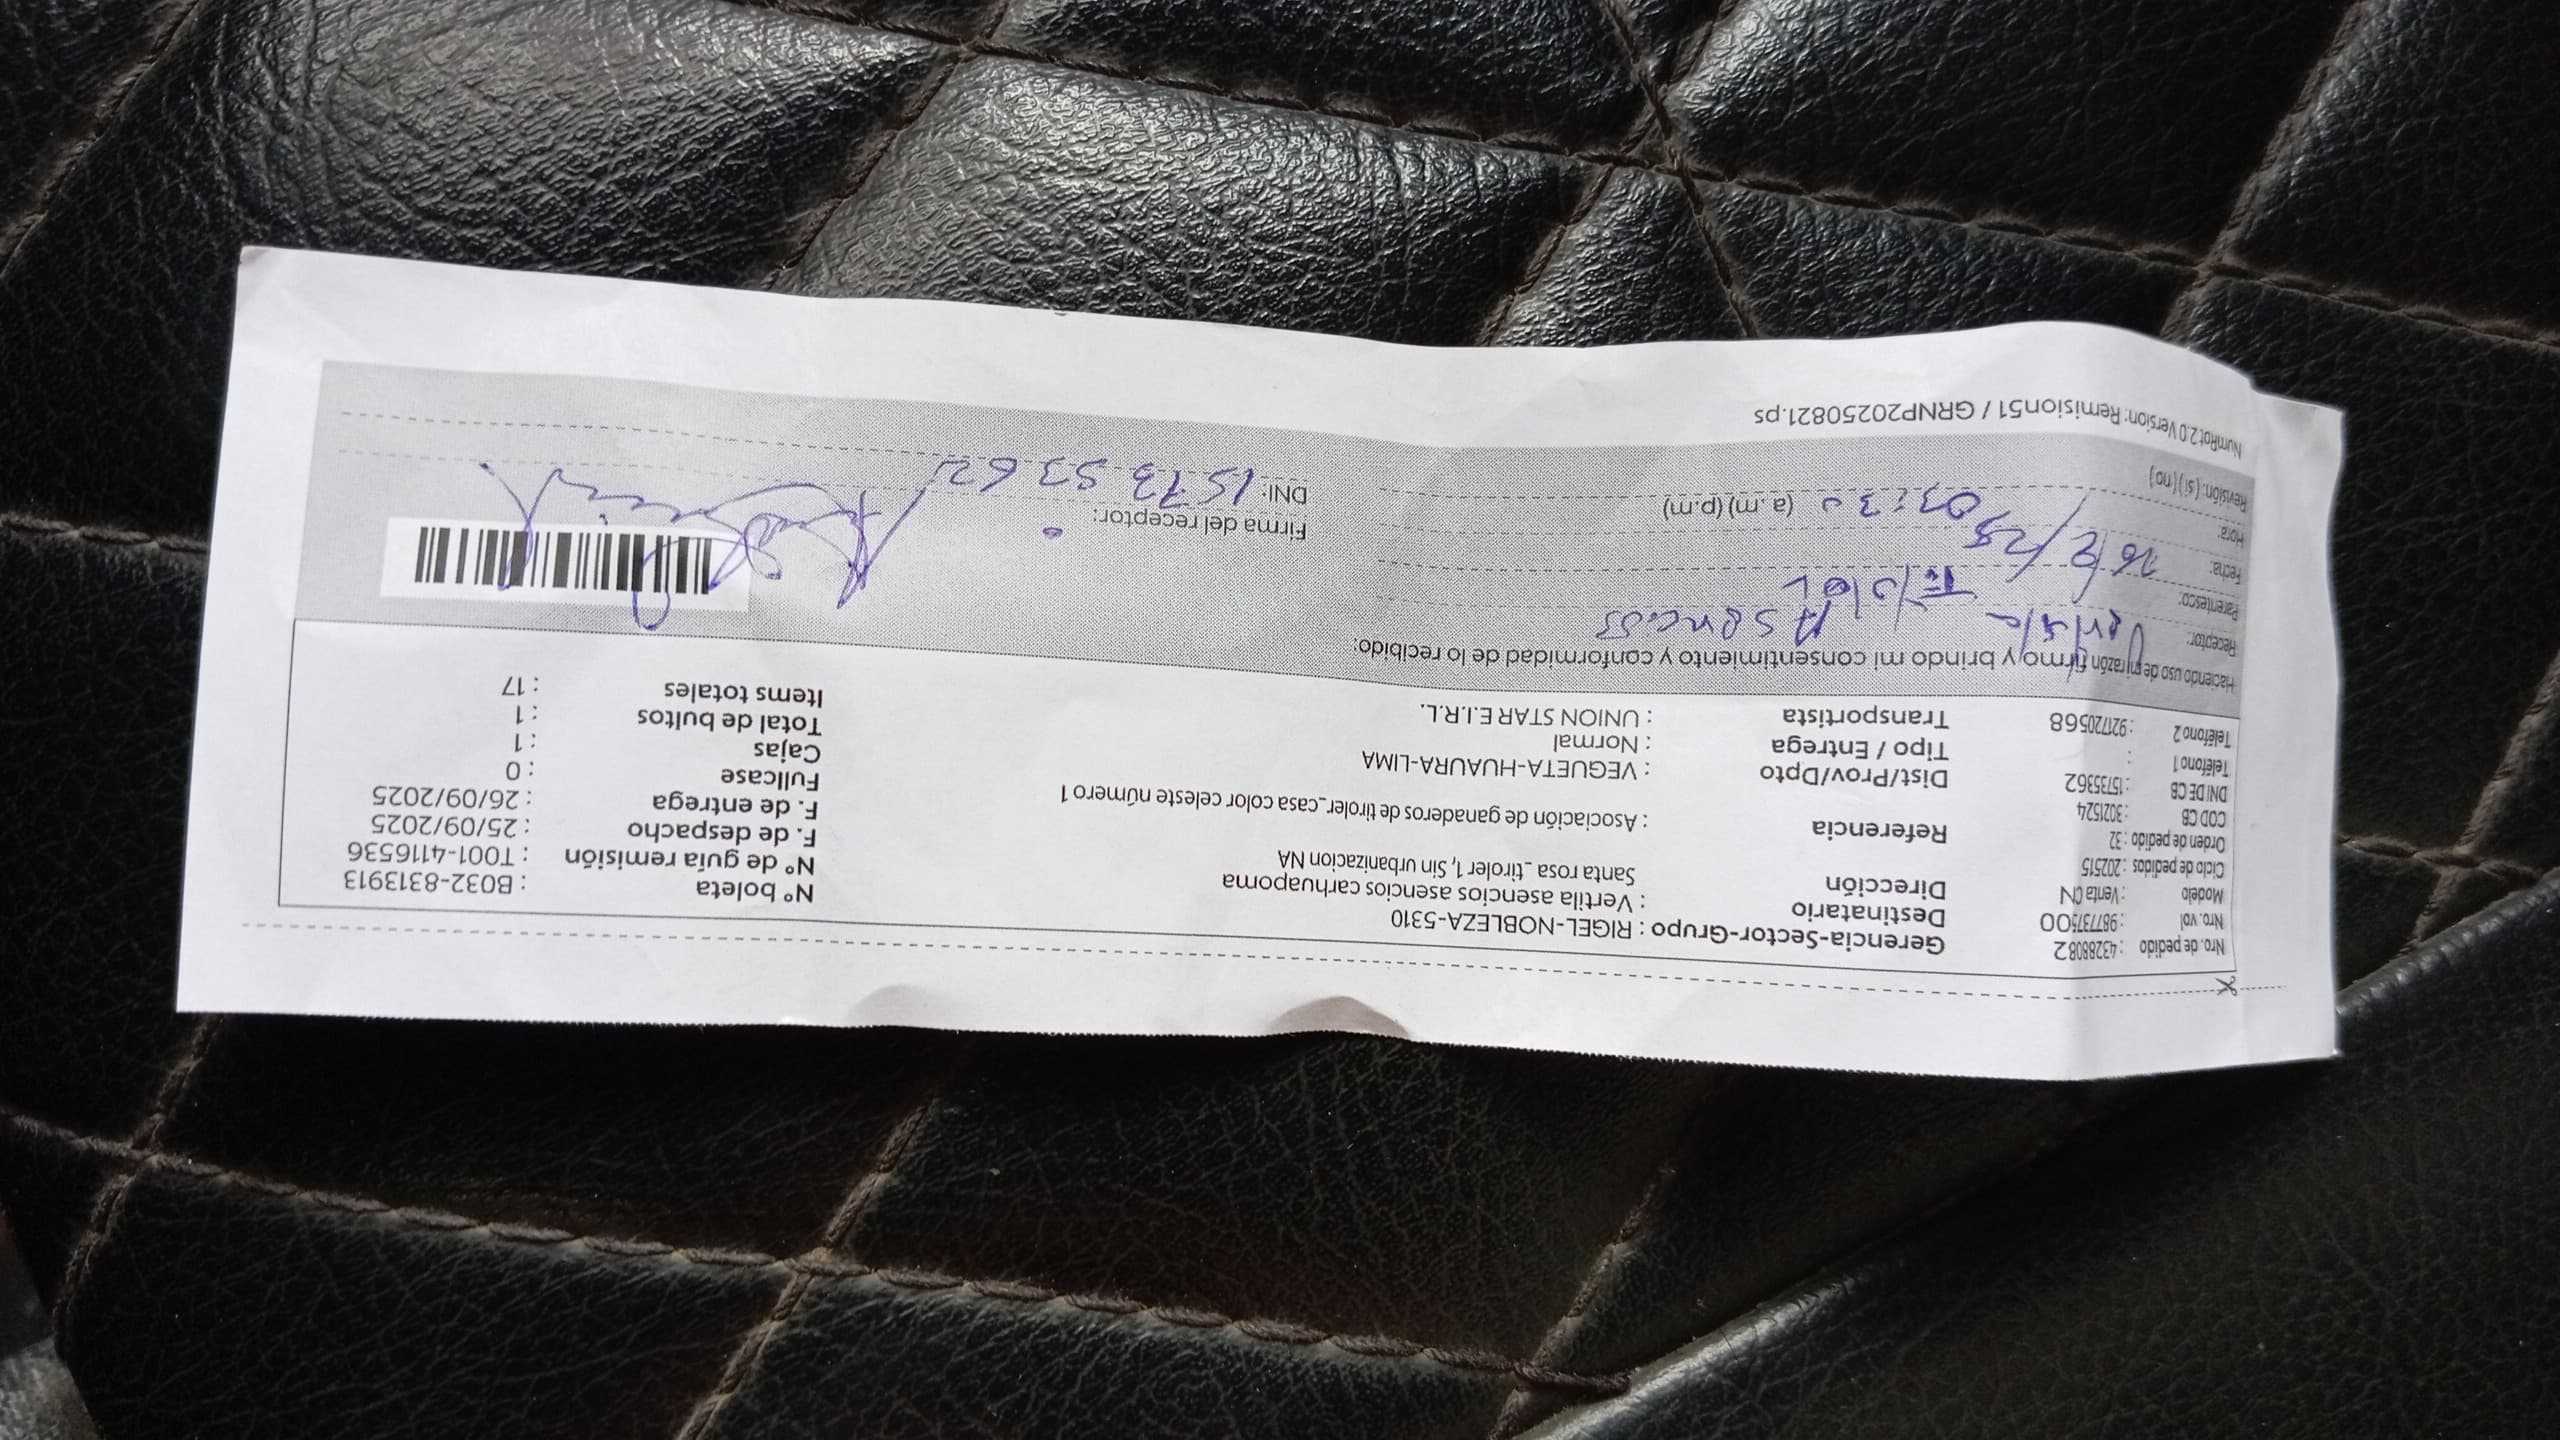 Nro. de pedido : 43288082
Nro. vol : 987737500
Modelo : Venta CN
Ciclo de pedidos : 202515
Orden de pedido : 32
COD CB : 3021524
DNI DE CB : 15735362
Teléfono 1 :
Teléfono 2 : 921720568
Gerencia-Sector-Grupo : RIGEL-NOBLEZA-5310
Destinatario : Vertila asencios asencios carhuapoma
Dirección Santa rosa _tiroler 1, Sin urbanizacion NA
Referencia : Asociación de ganaderos de tiroler_casa color celeste número 1
Dist/Prov/Dpto : VEGUETA-HUAURA-LIMA
Tipo / Entrega : Normal
Transportista : UNION STAR E.I.R.L.
N° boleta : B032-8313913
N° de guía remisión : T001-4116536
F. de despacho : 25/09/2025
F. de entrega : 26/09/2025
Fullcase : 0
Cajas : 1
Total de bultos : 1
Items totales : 17
Haciendo uso de mi razón firmo y brindo mi consentimiento y conformidad de lo recibido:
Receptor: Asencios
Parentesco:
Fecha:
Hora: 03:30 (a.m) (p.m)
Revisión: (si) (no)
Firma del receptor:
DNI: 15735362
NumRot 2.0 Version: Remision51 / GRNP20250821.ps